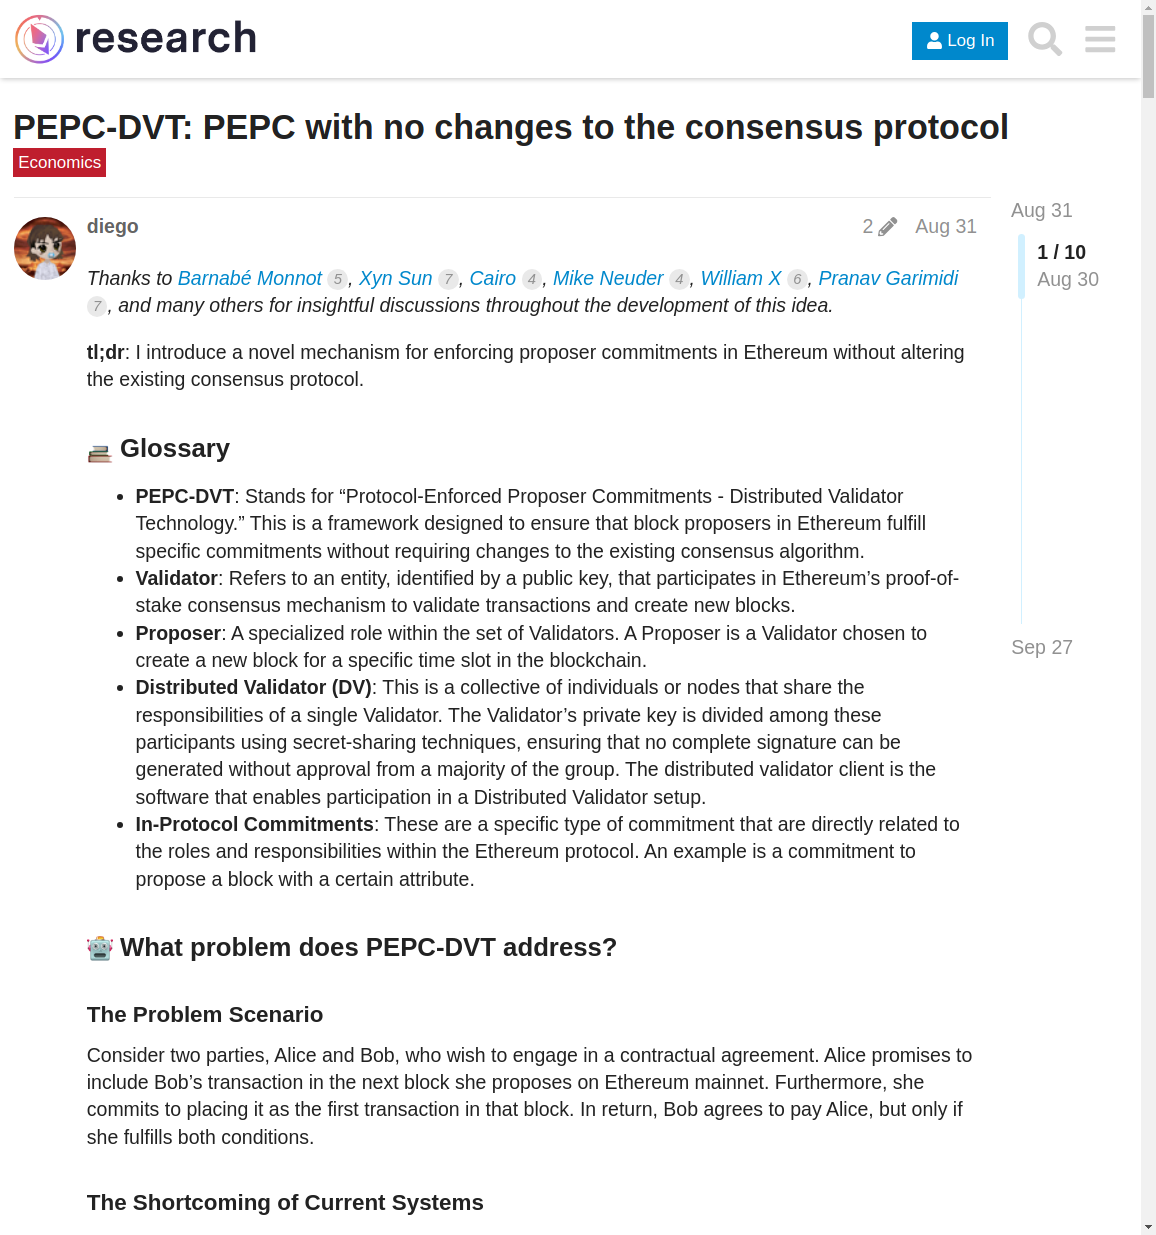 research
Log In
PEPC-DVT: PEPC with no changes to the consensus protocol
Economics
diego
2
Aug 31
Thanks to Barnabé Monnot 5, Xyn Sun 7, Cairo 4, Mike Neuder 4, William X 6, Pranav Garimidi
7, and many others for insightful discussions throughout the development of this idea.
tl;dr: I introduce a novel mechanism for enforcing proposer commitments in Ethereum without altering
the existing consensus protocol.
Glossary
• PEPC-DVT: Stands for “Protocol-Enforced Proposer Commitments - Distributed Validator
Technology.” This is a framework designed to ensure that block proposers in Ethereum fulfill
specific commitments without requiring changes to the existing consensus algorithm.
• Validator: Refers to an entity, identified by a public key, that participates in Ethereum’s proof-of-
stake consensus mechanism to validate transactions and create new blocks.
• Proposer: A specialized role within the set of Validators. A Proposer is a Validator chosen to
create a new block for a specific time slot in the blockchain.
• Distributed Validator (DV): This is a collective of individuals or nodes that share the
responsibilities of a single Validator. The Validator’s private key is divided among these
participants using secret-sharing techniques, ensuring that no complete signature can be
generated without approval from a majority of the group. The distributed validator client is the
software that enables participation in a Distributed Validator setup.
• In-Protocol Commitments: These are a specific type of commitment that are directly related to
the roles and responsibilities within the Ethereum protocol. An example is a commitment to
propose a block with a certain attribute.
What problem does PEPC-DVT address?
The Problem Scenario
Consider two parties, Alice and Bob, who wish to engage in a contractual agreement. Alice promises to
include Bob’s transaction in the next block she proposes on Ethereum mainnet. Furthermore, she
commits to placing it as the first transaction in that block. In return, Bob agrees to pay Alice, but only if
she fulfills both conditions.
The Shortcoming of Current Systems
Aug 31
1 / 10
Aug 30
Sep 27